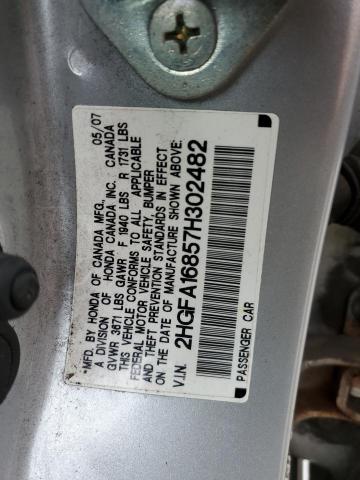 *MFD. BY HONDA OF CANADA MFG., 05/07
A DIVISION OF HONDA CANADA INC., CANADA
GVWR 3671 LBS GAWR F 1940 LBS R 1731 LBS
THIS VEHICLE CONFORMS TO ALL APPLICABLE
FEDERAL MOTOR VEHICLE SAFETY, BUMPER
AND THEFT PREVENTION STANDARDS IN EFFECT
ON THE DATE OF MANUFACTURE SHOWN ABOVE.
V.I.N. 2HGFA16857H302482
PASSENGER CAR